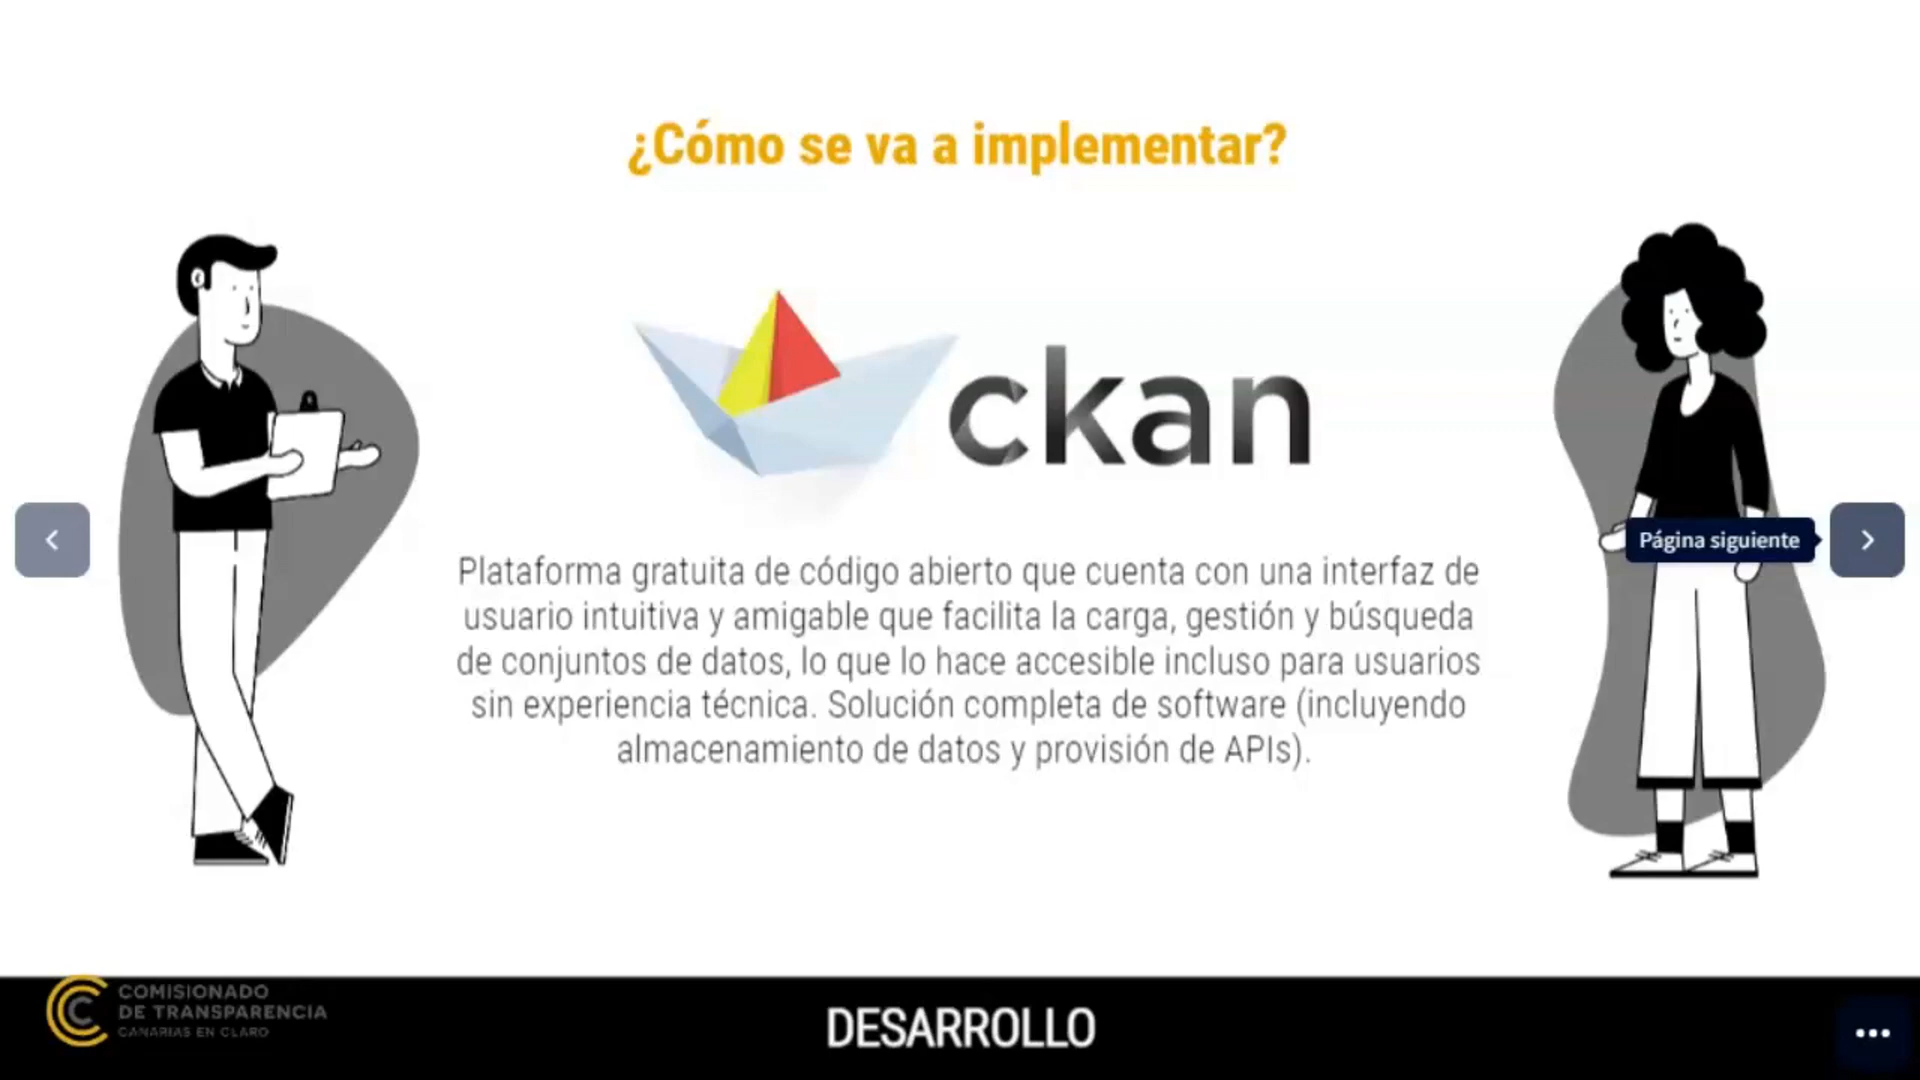 ¿Cómo se va a implementar?
ckan
Plataforma gratuita de código abierto que cuenta con una interfaz de
usuario intuitiva y amigable que facilita la carga, gestión y búsqueda
de conjuntos de datos, lo que lo hace accesible incluso para usuarios
sin experiencia técnica. Solución completa de software (incluyendo
almacenamiento de datos y provisión de APIs).
Página siguiente
COMISIONADO
DE TRANSPARENCIA
CANARIAS EN CLARO
DESARROLLO